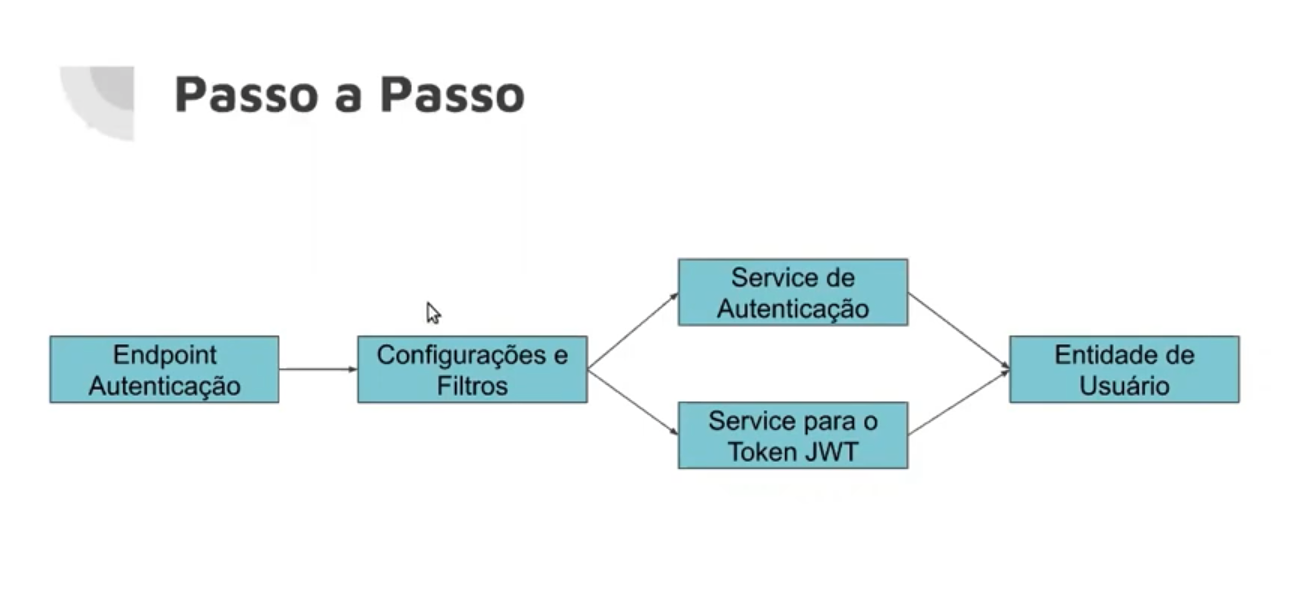 Passo a Passo
Endpoint
Autenticação
Configurações e
Filtros
Service de
Autenticação
Service para o
Token JWT
Entidade de
Usuário